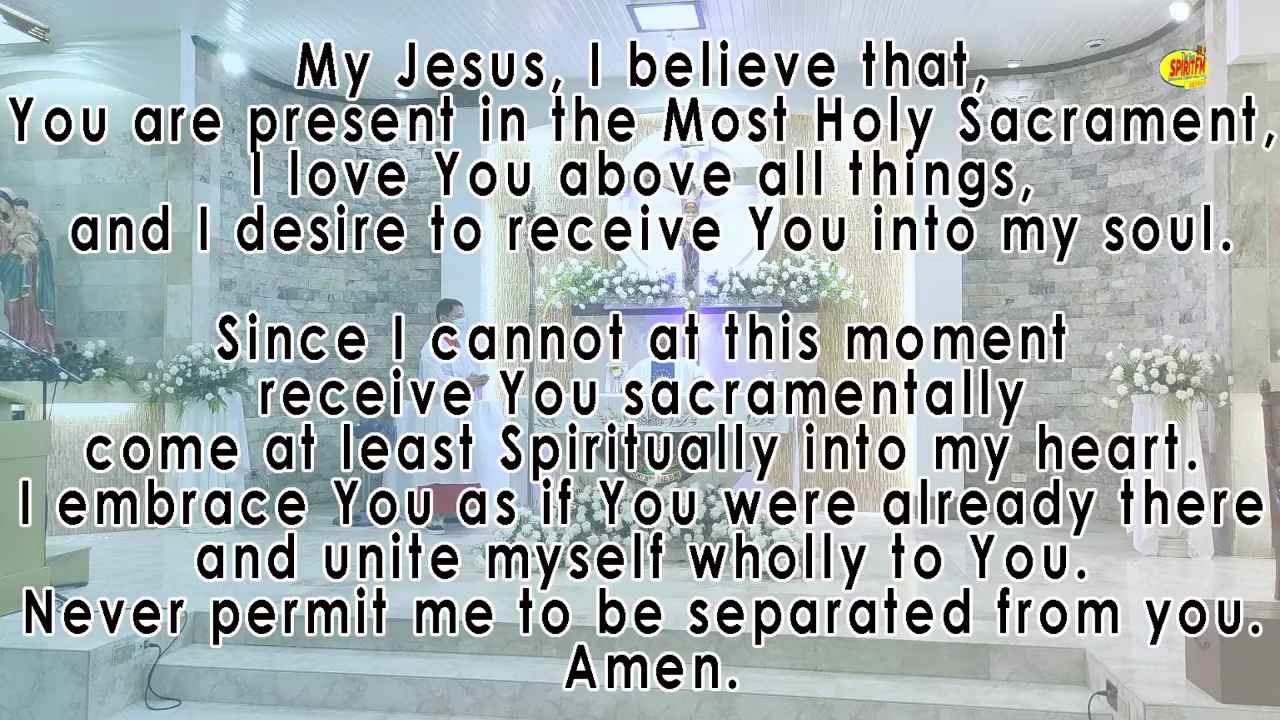 My Jesus, I believe that,
You are present in the Most Holy Sacrament,
I love You above all things,
and I desire to receive You into my soul.
Since I cannot at this moment
receive You sacramentally
come at least Spiritually into my heart.
I embrace You as if You were already there
and unite myself wholly to You.
Never permit me to be separated from you.
Amen.
SPIRITFM